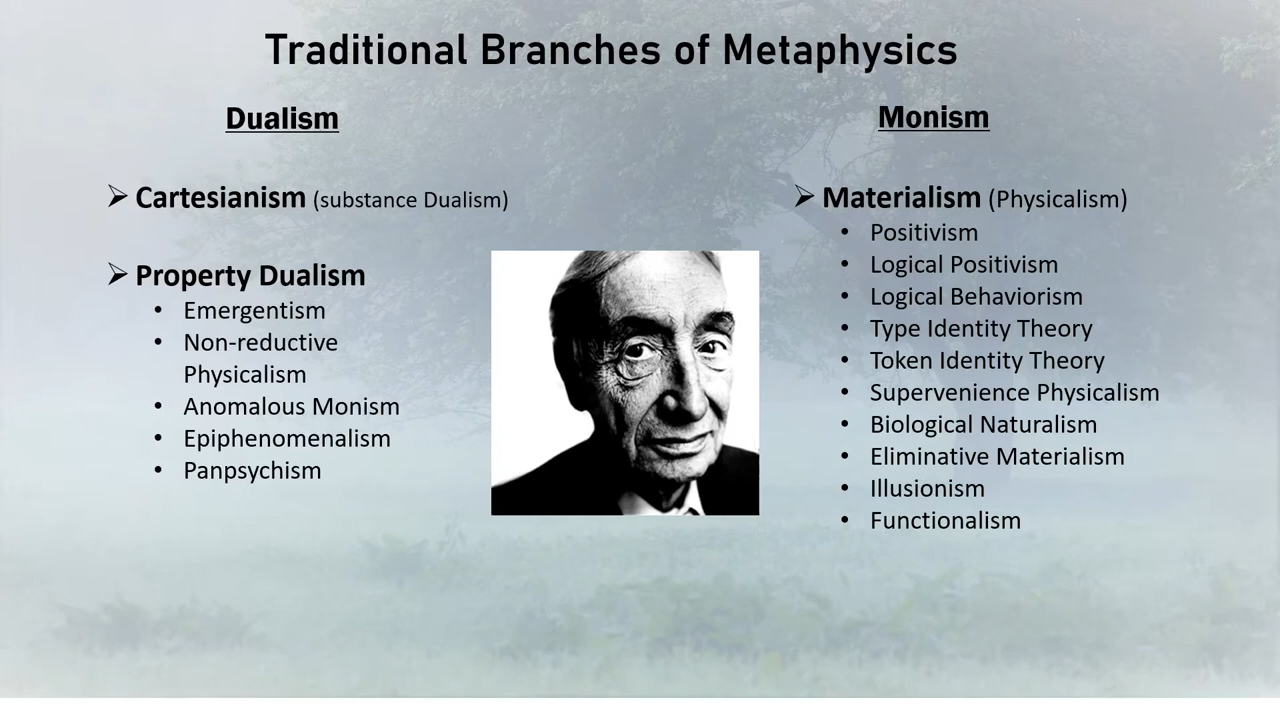 Traditional Branches of Metaphysics
Dualism
Cartesianism (substance Dualism)
Property Dualism
Emergentism
Non-reductive
Physicalism
Anomalous Monism
Epiphenomenalism
Panpsychism
Monism
Materialism (Physicalism)
Positivism
Logical Positivism
Logical Behaviorism
Type Identity Theory
Token Identity Theory
Supervenience Physicalism
Biological Naturalism
Eliminative Materialism
Illusionism
Functionalism